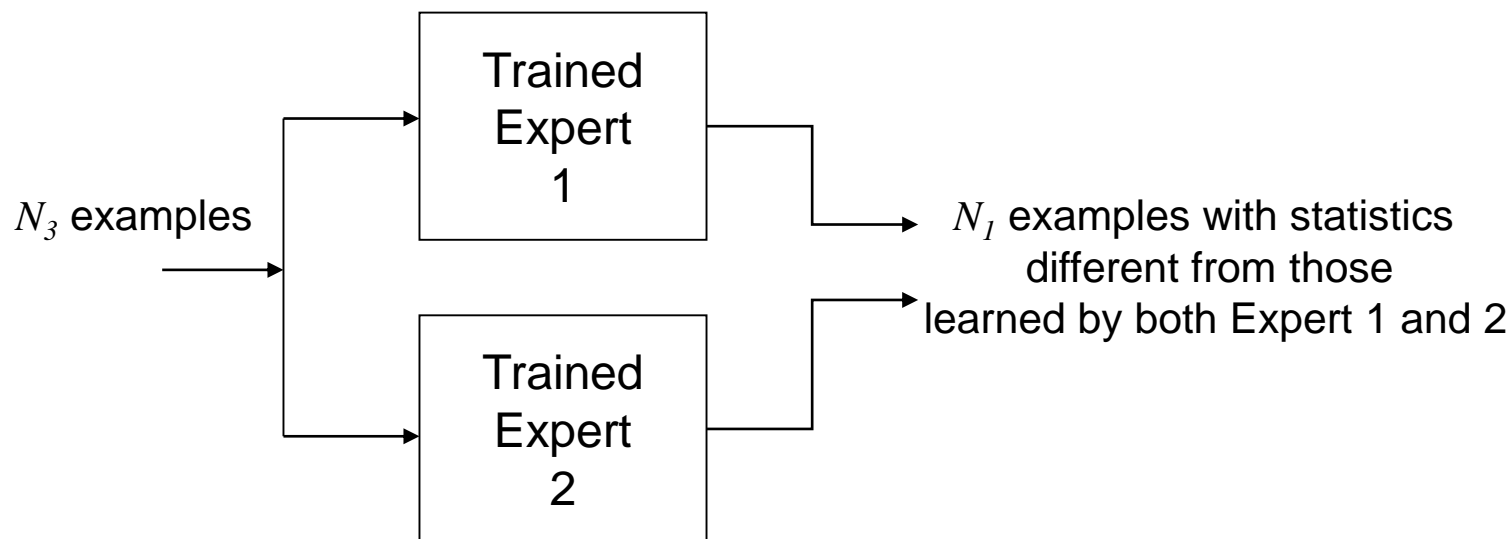 Trained
Expert
1
N₃ examples
N₁ examples with statistics
different from those
learned by both Expert 1 and 2
Trained
Expert
2